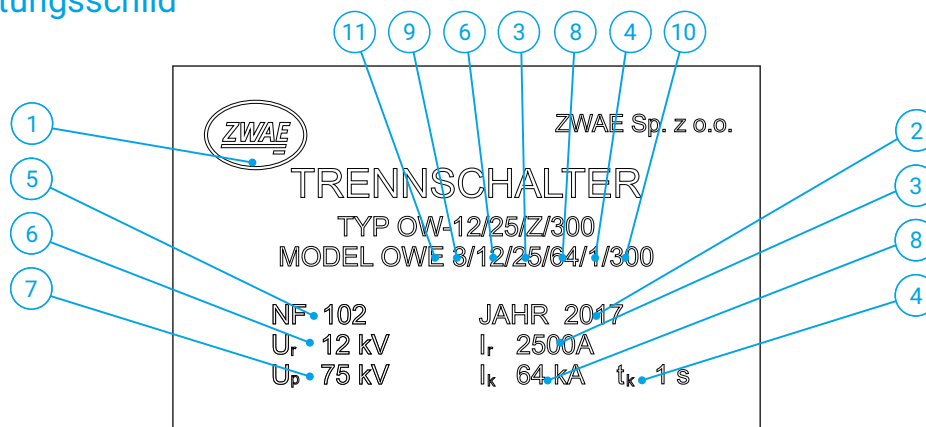 tungsschild
11 9 6 3 8 4 10
1
ZWAE
ZWAE Sp. z o.o.
2
5
TRENNSCHALTER
3
6
TYP OW-12/25/Z/300
8
MODEL OWE 3/12/25/64/1/300
7
4
NF 102 JAHR 2017
Ur 12 kV Ir 2500A
Up 75 kV Ik 64 kA tk 1 s